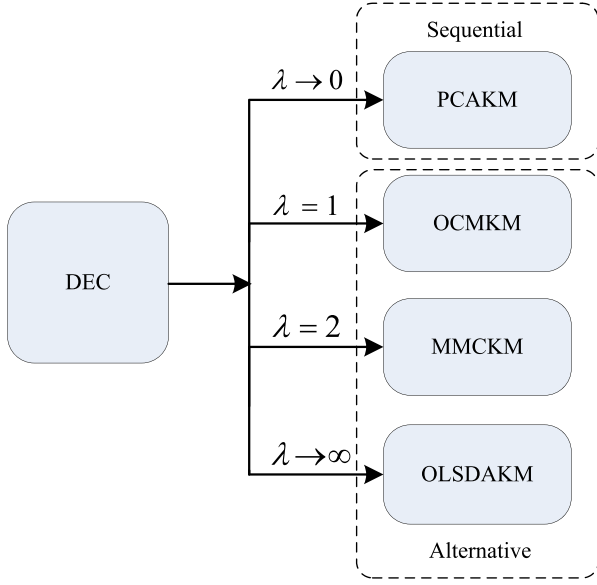 Sequential
λ → 0
PCAKM
λ = 1
OCMKM
DEC
λ = 2
MMCKM
λ → ∞
OLSDAKM
Alternative